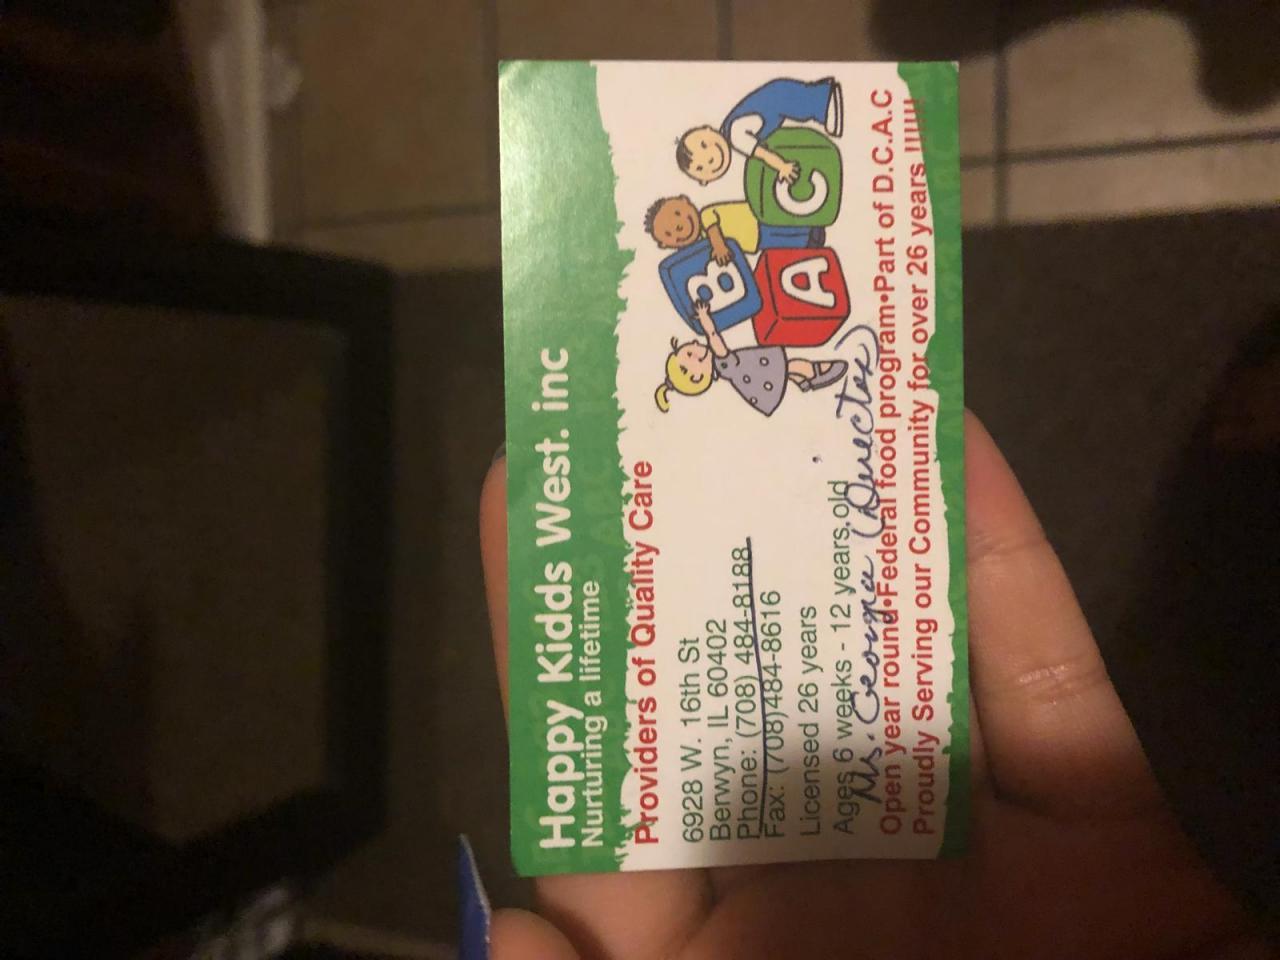 Happy Kidds West. inc
Nurturing a lifetime
Providers of Quality Care
6928 W. 16th St
Berwyn, IL 60402
Phone: (708) 484-8188
Fax: (708)484-8616
Licensed 26 years
Ages 6 weeks - 12 years old
Ms. Georgia (Director)
Open year round•Federal food program•Part of D.C.A.C
Proudly Serving our Community for over 26 years !!!!!!
A
B
C